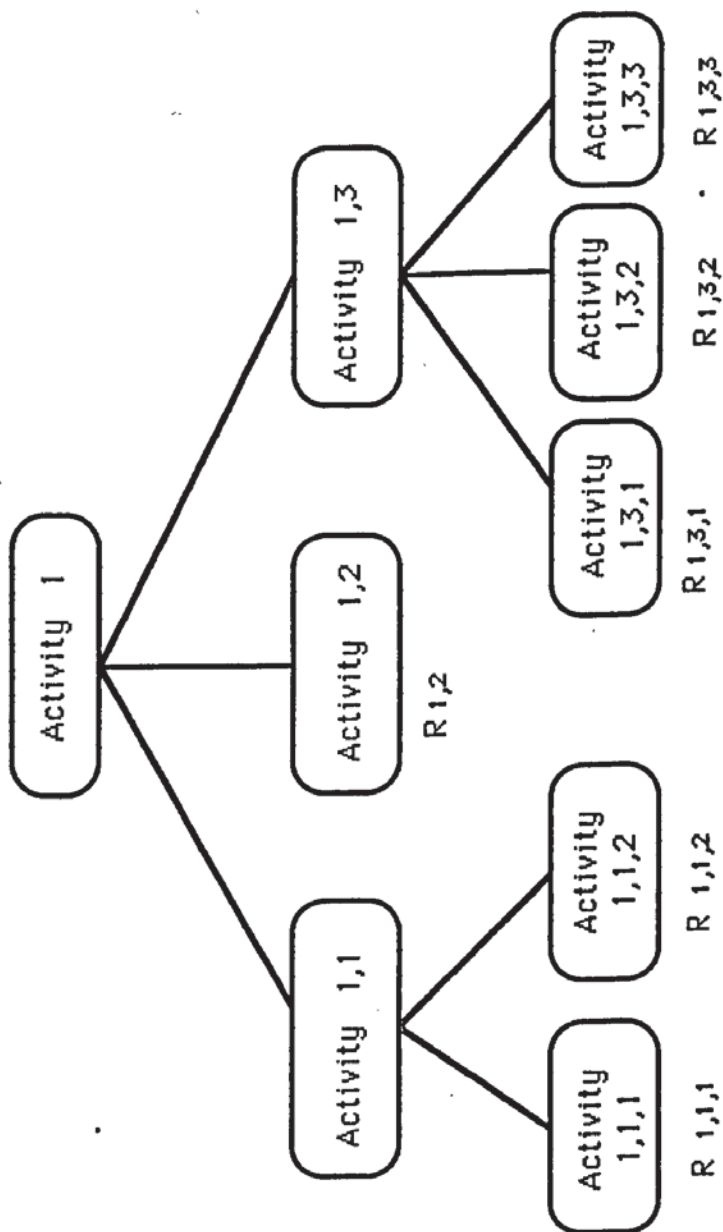 Activity 1
Activity 1,1
Activity 1,2
Activity 1,3
R 1,2
Activity
1,1,1
Activity
1,1,2
Activity
1,3,1
Activity
1,3,2
Activity
1,3,3
R 1,1,1
R 1,1,2
R 1,3,1
R 1,3,2
R 1,3,3